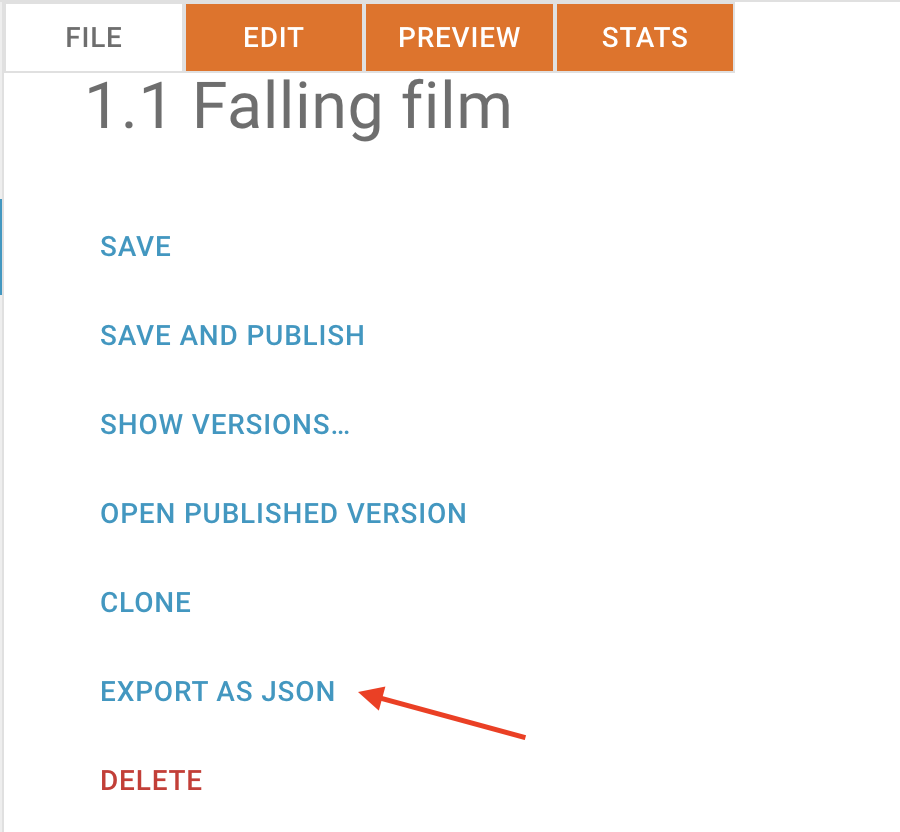 FILE EDIT PREVIEW STATS
1.1 Falling film
SAVE
SAVE AND PUBLISH
SHOW VERSIONS...
OPEN PUBLISHED VERSION
CLONE
EXPORT AS JSON
DELETE